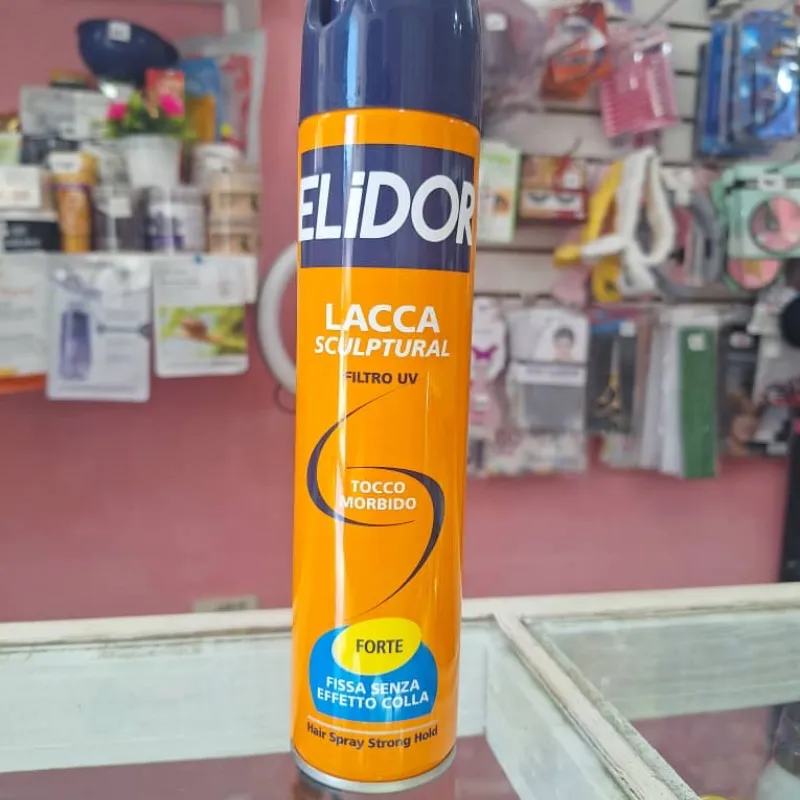 ELiDOR
LACCA
SCULPTURAL
FILTRO UV
TOCCO
MORBIDO
FORTE
FISSA SENZA
EFFETTO COLLA
Hair Spray Strong Hold